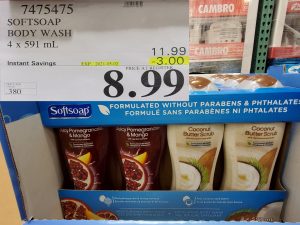 7475475
SOFTSOAP
BODY WASH
4 x 591 mL
11.99
Instant Savings
-3.00
8.99
.380
CAMBRO
CAMBRO
Softsoap
FORMULATED WITHOUT PARABENS & PHTHALATES
FORMULE SANS PARABÈNES NI PHTALATES
Juicy Pomegranate
& Mango
Juicy Pomegranate
& Mango
Coconut
Butter Scrub
Coconut
Butter Scrub